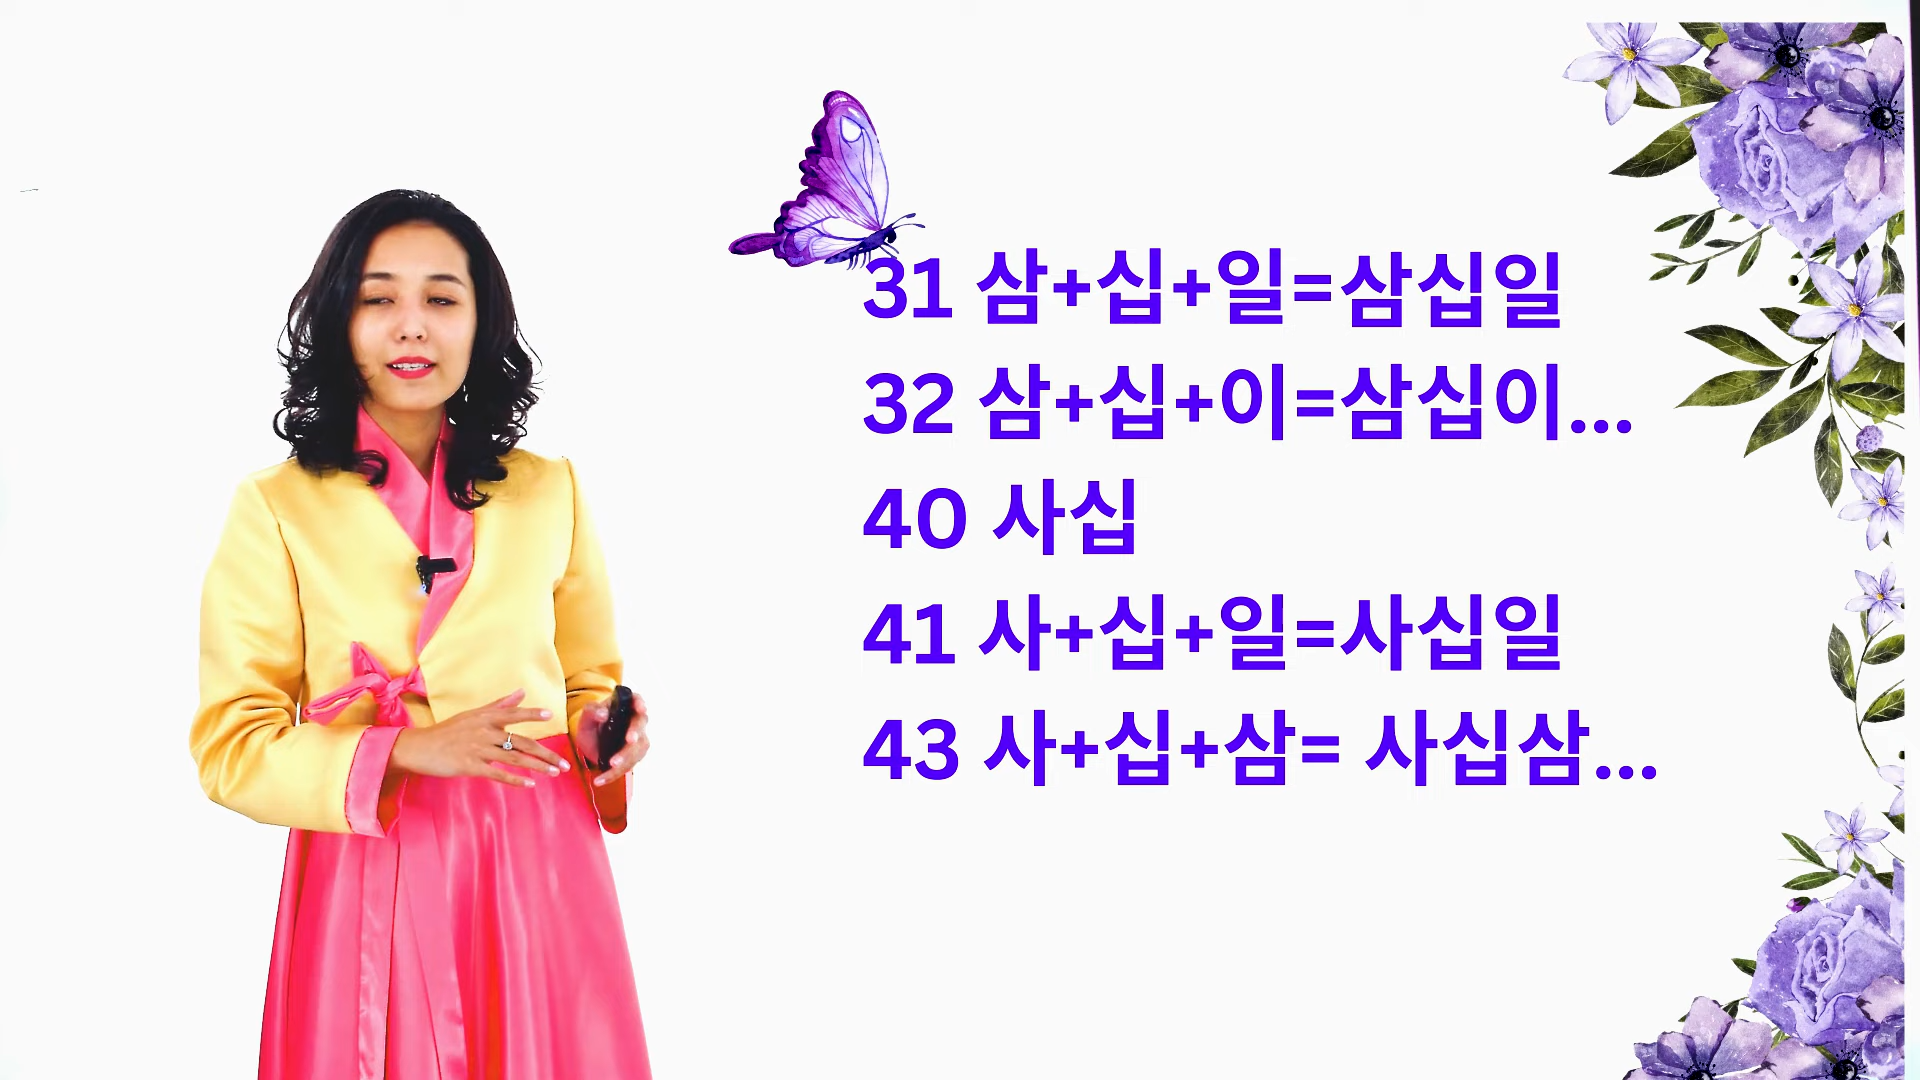 31 삼+십+일=삼십일
32 삼+십+이=삼십이...
40 사십
41 사+십+일=사십일
43 사+십+삼= 사십삼...